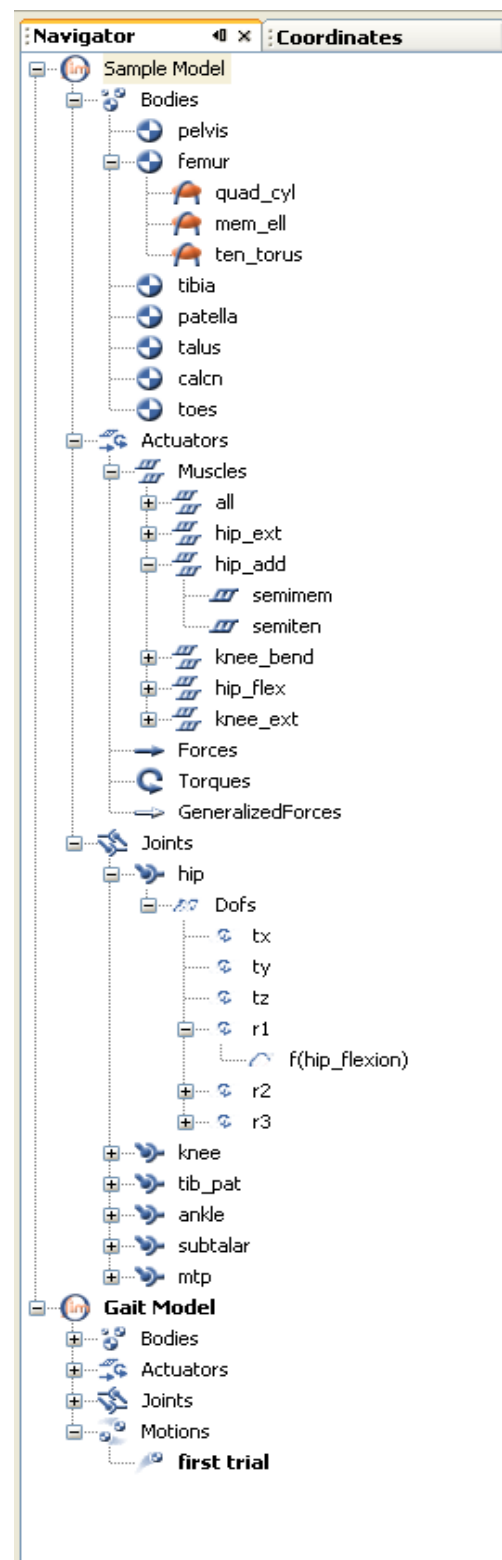 Navigator Coordinates
Sample Model
Bodies
pelvis
femur
quad_cyl
mem_ell
ten_torus
tibia
patella
talus
calcn
toes
Actuators
Muscles
all
hip_ext
hip_add
semimem
semiten
knee_bend
hip_flex
knee_ext
Forces
Torques
GeneralizedForces
Joints
hip
Dofs
tx
ty
tz
r1
f(hip_flexion)
r2
r3
knee
tib_pat
ankle
subtalar
mtp
Gait Model
Bodies
Actuators
Joints
Motions
first trial